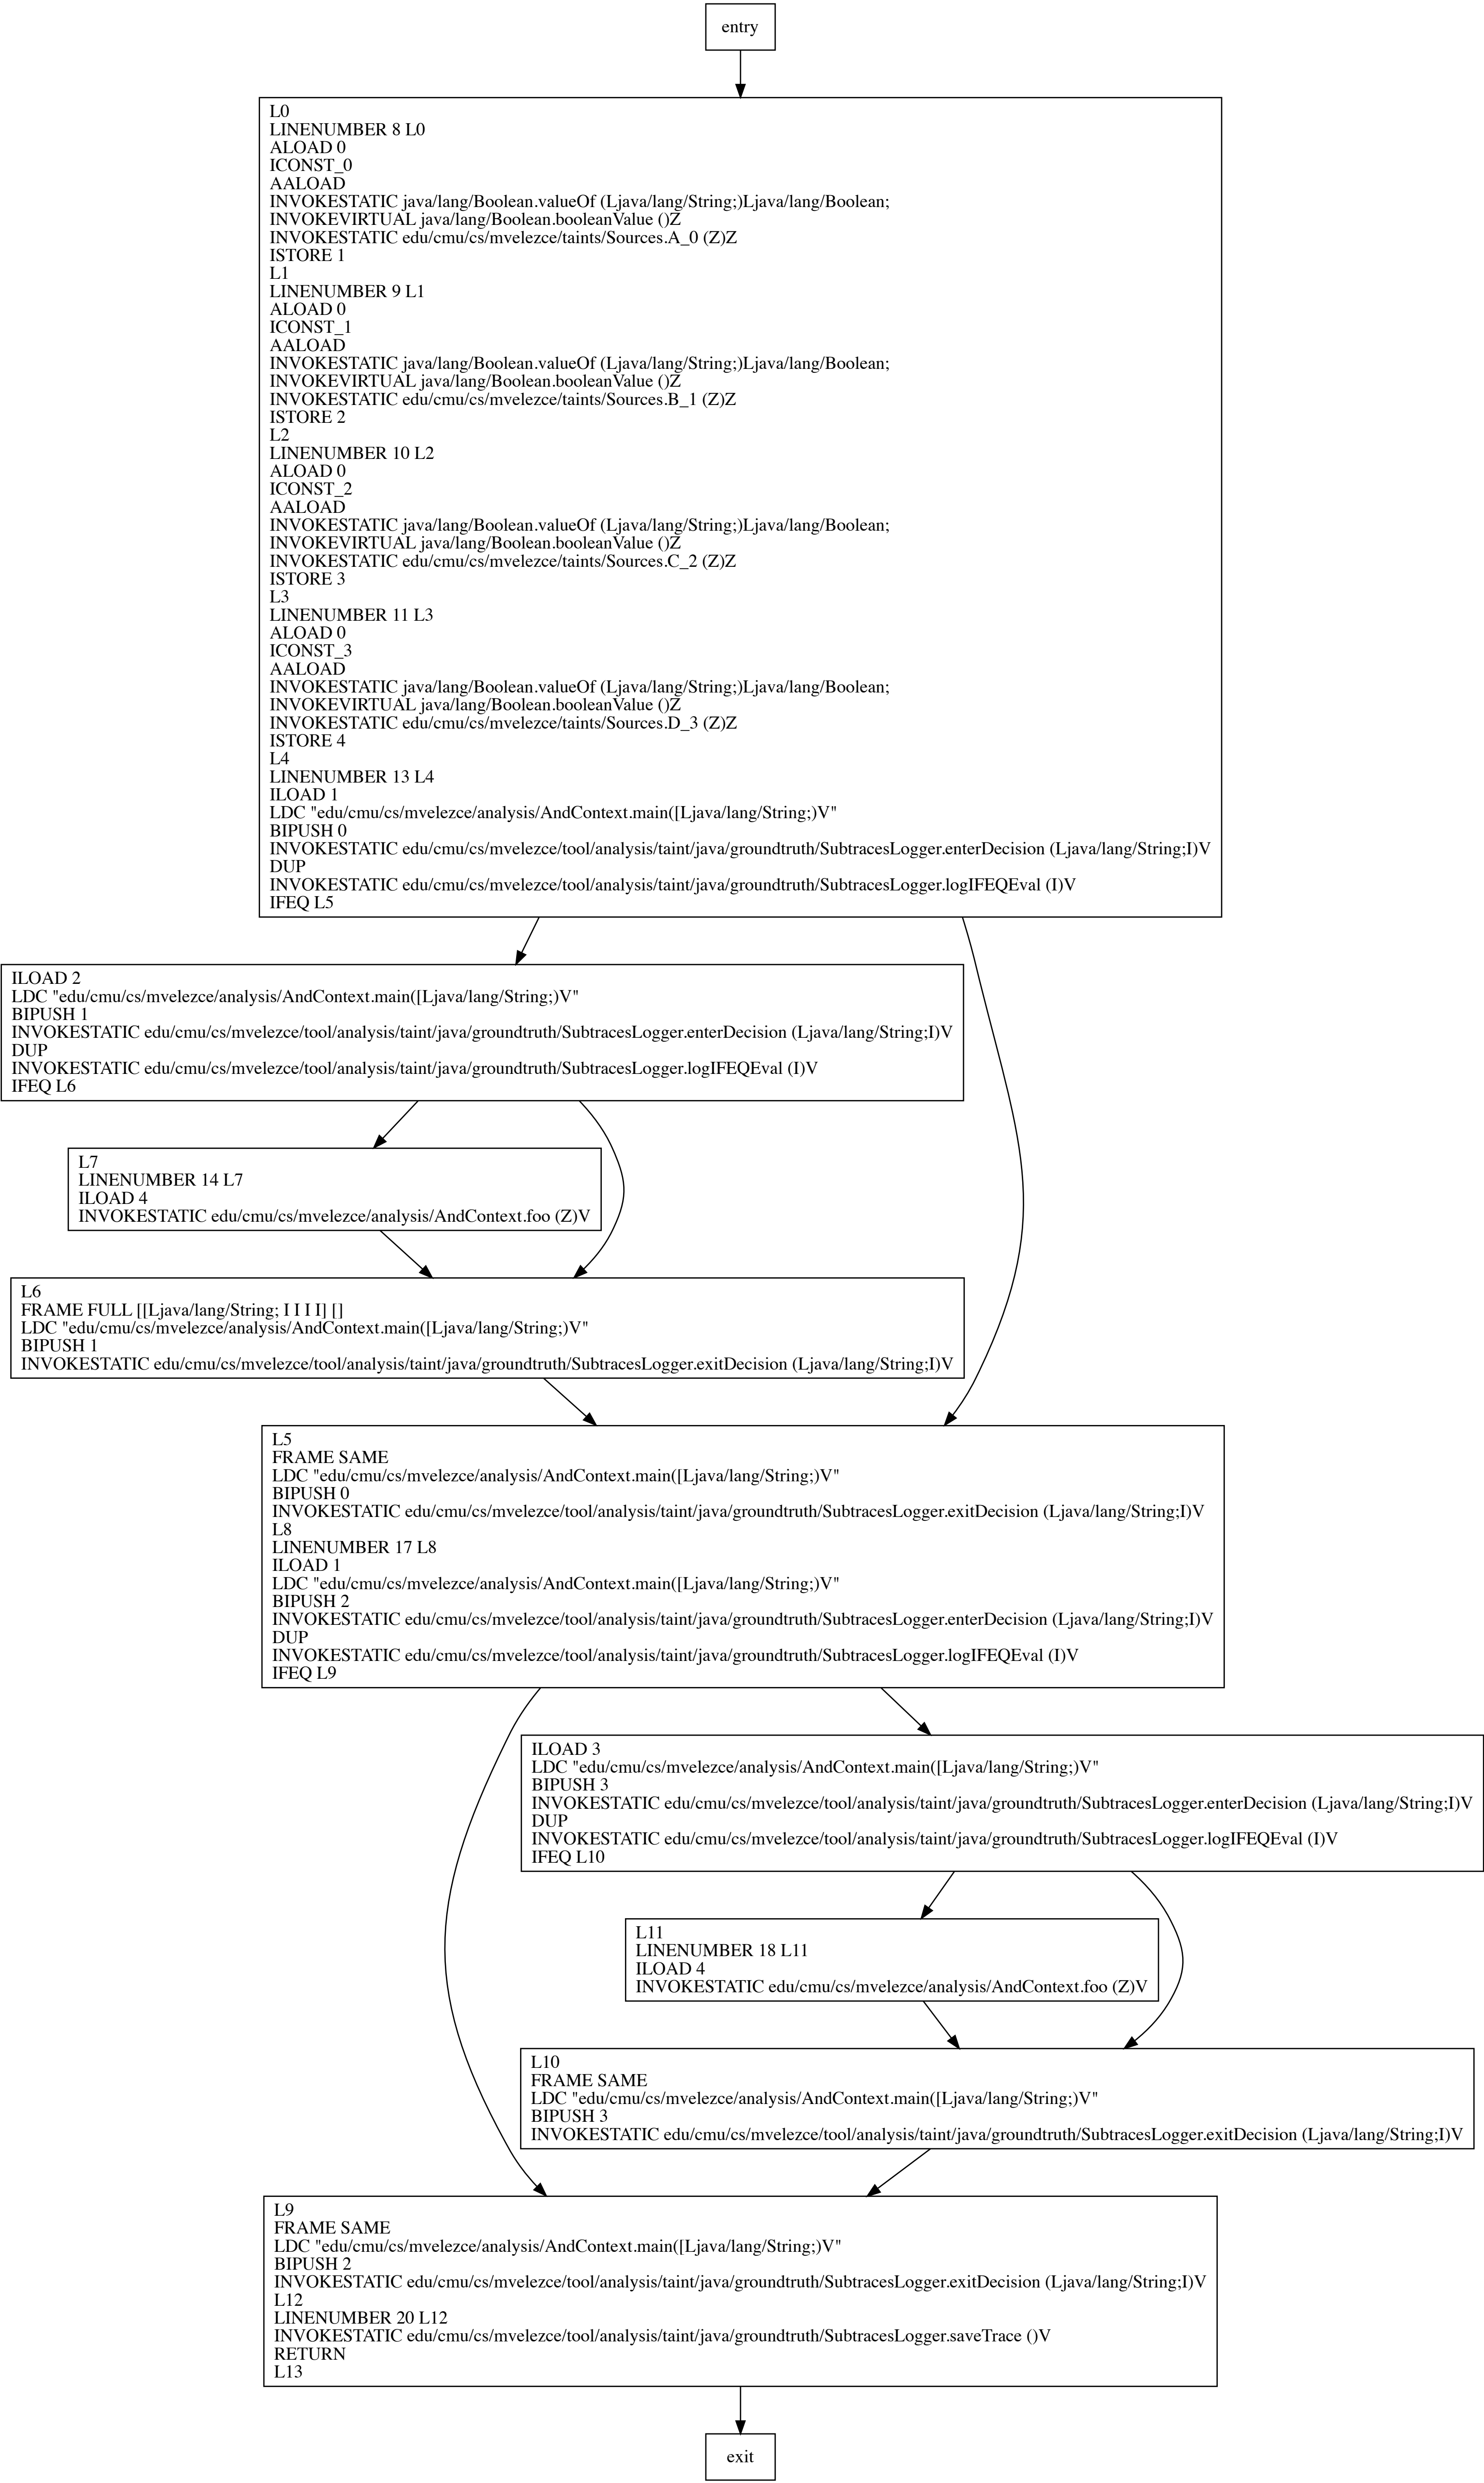 entry
L0
LINENUMBER 8 L0
ALOAD 0
ICONST_0
AALOAD
INVOKESTATIC java/lang/Boolean.valueOf (Ljava/lang/String;)Ljava/lang/Boolean;
INVOKEVIRTUAL java/lang/Boolean.booleanValue ()Z
INVOKESTATIC edu/cmu/cs/mvelezce/taints/Sources.A_0 (Z)Z
ISTORE 1
L1
LINENUMBER 9 L1
ALOAD 0
ICONST_1
AALOAD
INVOKESTATIC java/lang/Boolean.valueOf (Ljava/lang/String;)Ljava/lang/Boolean;
INVOKEVIRTUAL java/lang/Boolean.booleanValue ()Z
INVOKESTATIC edu/cmu/cs/mvelezce/taints/Sources.B_1 (Z)Z
ISTORE 2
L2
LINENUMBER 10 L2
ALOAD 0
ICONST_2
AALOAD
INVOKESTATIC java/lang/Boolean.valueOf (Ljava/lang/String;)Ljava/lang/Boolean;
INVOKEVIRTUAL java/lang/Boolean.booleanValue ()Z
INVOKESTATIC edu/cmu/cs/mvelezce/taints/Sources.C_2 (Z)Z
ISTORE 3
L3
LINENUMBER 11 L3
ALOAD 0
ICONST_3
AALOAD
INVOKESTATIC java/lang/Boolean.valueOf (Ljava/lang/String;)Ljava/lang/Boolean;
INVOKEVIRTUAL java/lang/Boolean.booleanValue ()Z
INVOKESTATIC edu/cmu/cs/mvelezce/taints/Sources.D_3 (Z)Z
ISTORE 4
L4
LINENUMBER 13 L4
ILOAD 1
LDC "edu/cmu/cs/mvelezce/analysis/AndContext.main([Ljava/lang/String;)V"
BIPUSH 0
INVOKESTATIC edu/cmu/cs/mvelezce/tool/analysis/taint/java/groundtruth/SubtracesLogger.enterDecision (Ljava/lang/String;I)V
DUP
INVOKESTATIC edu/cmu/cs/mvelezce/tool/analysis/taint/java/groundtruth/SubtracesLogger.logIFEQEval (I)V
IFEQ L5
ILOAD 2
LDC "edu/cmu/cs/mvelezce/analysis/AndContext.main([Ljava/lang/String;)V"
BIPUSH 1
INVOKESTATIC edu/cmu/cs/mvelezce/tool/analysis/taint/java/groundtruth/SubtracesLogger.enterDecision (Ljava/lang/String;I)V
DUP
INVOKESTATIC edu/cmu/cs/mvelezce/tool/analysis/taint/java/groundtruth/SubtracesLogger.logIFEQEval (I)V
IFEQ L6
L7
LINENUMBER 14 L7
ILOAD 4
INVOKESTATIC edu/cmu/cs/mvelezce/analysis/AndContext.foo (Z)V
L6
FRAME FULL [[Ljava/lang/String; I I I I] []
LDC "edu/cmu/cs/mvelezce/analysis/AndContext.main([Ljava/lang/String;)V"
BIPUSH 1
INVOKESTATIC edu/cmu/cs/mvelezce/tool/analysis/taint/java/groundtruth/SubtracesLogger.exitDecision (Ljava/lang/String;I)V
L5
FRAME SAME
LDC "edu/cmu/cs/mvelezce/analysis/AndContext.main([Ljava/lang/String;)V"
BIPUSH 0
INVOKESTATIC edu/cmu/cs/mvelezce/tool/analysis/taint/java/groundtruth/SubtracesLogger.exitDecision (Ljava/lang/String;I)V
L8
LINENUMBER 17 L8
ILOAD 1
LDC "edu/cmu/cs/mvelezce/analysis/AndContext.main([Ljava/lang/String;)V"
BIPUSH 2
INVOKESTATIC edu/cmu/cs/mvelezce/tool/analysis/taint/java/groundtruth/SubtracesLogger.enterDecision (Ljava/lang/String;I)V
DUP
INVOKESTATIC edu/cmu/cs/mvelezce/tool/analysis/taint/java/groundtruth/SubtracesLogger.logIFEQEval (I)V
IFEQ L9
ILOAD 3
LDC "edu/cmu/cs/mvelezce/analysis/AndContext.main([Ljava/lang/String;)V"
BIPUSH 3
INVOKESTATIC edu/cmu/cs/mvelezce/tool/analysis/taint/java/groundtruth/SubtracesLogger.enterDecision (Ljava/lang/String;I)V
DUP
INVOKESTATIC edu/cmu/cs/mvelezce/tool/analysis/taint/java/groundtruth/SubtracesLogger.logIFEQEval (I)V
IFEQ L10
L11
LINENUMBER 18 L11
ILOAD 4
INVOKESTATIC edu/cmu/cs/mvelezce/analysis/AndContext.foo (Z)V
L10
FRAME SAME
LDC "edu/cmu/cs/mvelezce/analysis/AndContext.main([Ljava/lang/String;)V"
BIPUSH 3
INVOKESTATIC edu/cmu/cs/mvelezce/tool/analysis/taint/java/groundtruth/SubtracesLogger.exitDecision (Ljava/lang/String;I)V
L9
FRAME SAME
LDC "edu/cmu/cs/mvelezce/analysis/AndContext.main([Ljava/lang/String;)V"
BIPUSH 2
INVOKESTATIC edu/cmu/cs/mvelezce/tool/analysis/taint/java/groundtruth/SubtracesLogger.exitDecision (Ljava/lang/String;I)V
L12
LINENUMBER 20 L12
INVOKESTATIC edu/cmu/cs/mvelezce/tool/analysis/taint/java/groundtruth/SubtracesLogger.saveTrace ()V
RETURN
L13
exit